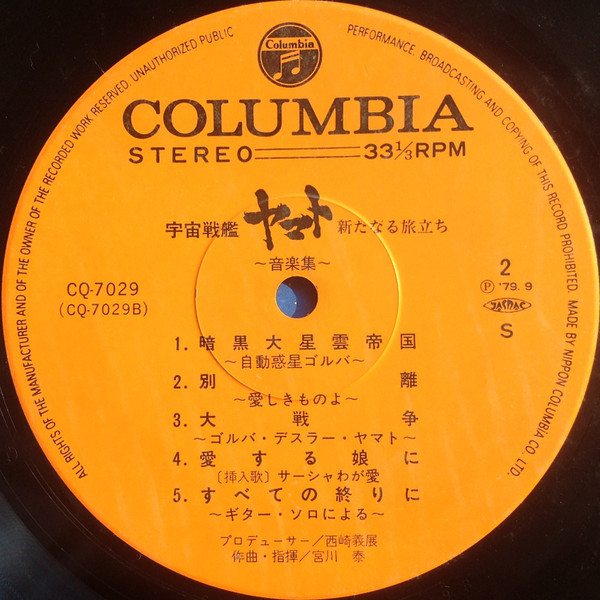 ALL RIGHTS OF THE MANUFACTURER AND OF THE OWNER OF THE RECORDED WORK RESERVED. UNAUTHORIZED PUBLIC PERFORMANCE, BROADCASTING AND COPYING OF THIS RECORD PROHIBITED. MADE BY NIPPON COLUMBIA CO., LTD.
Columbia
COLUMBIA
STEREO 33⅓RPM
宇宙戦艦 ヤマト 新たなる旅立ち
〜音楽集〜
CQ-7029
(CQ-7029B)
2
Ⓟ '79. 9
JASRAC
S
1. 暗黒大星雲帝国
〜自動惑星ゴルバ〜
2. 別離
〜愛しきものよ〜
3. 大戦争
〜ゴルバ・デスラー・ヤマト〜
4. 愛する娘に
〔挿入歌〕サーシャわが愛
5. すべての終りに
〜ギター・ソロによる〜
プロデューサー／西崎義展
作曲・指揮／宮川 泰